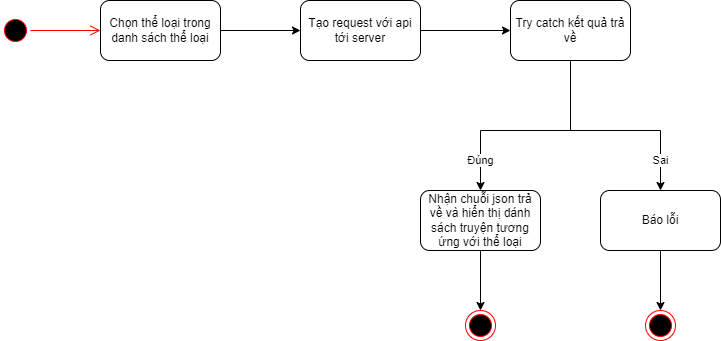 Chọn thể loại trong
danh sách thể loại
Tạo request với api
tới server
Try catch kết quả trả
về
Đúng
Sai
Nhận chuỗi json trả
về và hiển thị dánh
sách truyện tương
ứng với thể loại
Báo lỗi